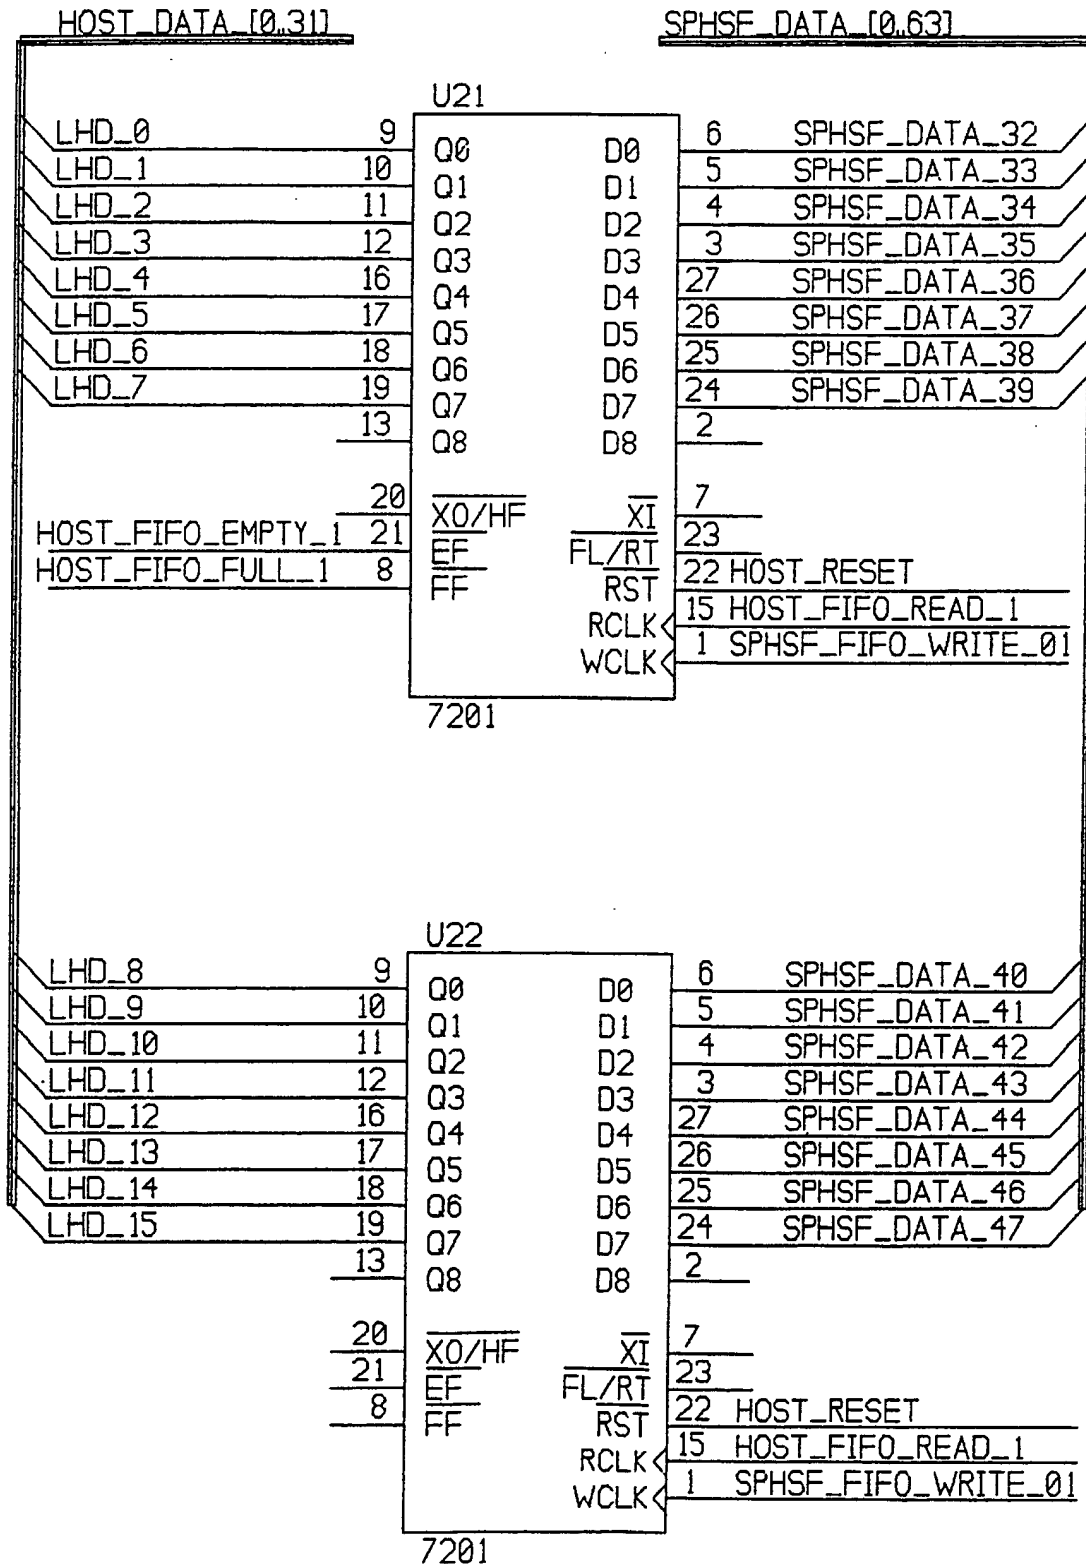 HOST_DATA_[0..31] SPHSF_DATA_[0..63]
U21
LHD_0 9 Q0 D0 6 SPHSF_DATA_32
LHD_1 10 Q1 D1 5 SPHSF_DATA_33
LHD_2 11 Q2 D2 4 SPHSF_DATA_34
LHD_3 12 Q3 D3 3 SPHSF_DATA_35
LHD_4 16 Q4 D4 27 SPHSF_DATA_36
LHD_5 17 Q5 D5 26 SPHSF_DATA_37
LHD_6 18 Q6 D6 25 SPHSF_DATA_38
LHD_7 19 Q7 D7 24 SPHSF_DATA_39
13 Q8 D8 2
20 XO/HF XI 7
HOST_FIFO_EMPTY_1 21 EF FL/RT 23
HOST_FIFO_FULL_1 8 FF RST 22 HOST_RESET
RCLK 15 HOST_FIFO_READ_1
WCLK 1 SPHSF_FIFO_WRITE_01
7201
U22
LHD_8 9 Q0 D0 6 SPHSF_DATA_40
LHD_9 10 Q1 D1 5 SPHSF_DATA_41
LHD_10 11 Q2 D2 4 SPHSF_DATA_42
LHD_11 12 Q3 D3 3 SPHSF_DATA_43
LHD_12 16 Q4 D4 27 SPHSF_DATA_44
LHD_13 17 Q5 D5 26 SPHSF_DATA_45
LHD_14 18 Q6 D6 25 SPHSF_DATA_46
LHD_15 19 Q7 D7 24 SPHSF_DATA_47
13 Q8 D8 2
20 XO/HF XI 7
21 EF FL/RT 23
8 FF RST 22 HOST_RESET
RCLK 15 HOST_FIFO_READ_1
WCLK 1 SPHSF_FIFO_WRITE_01
7201